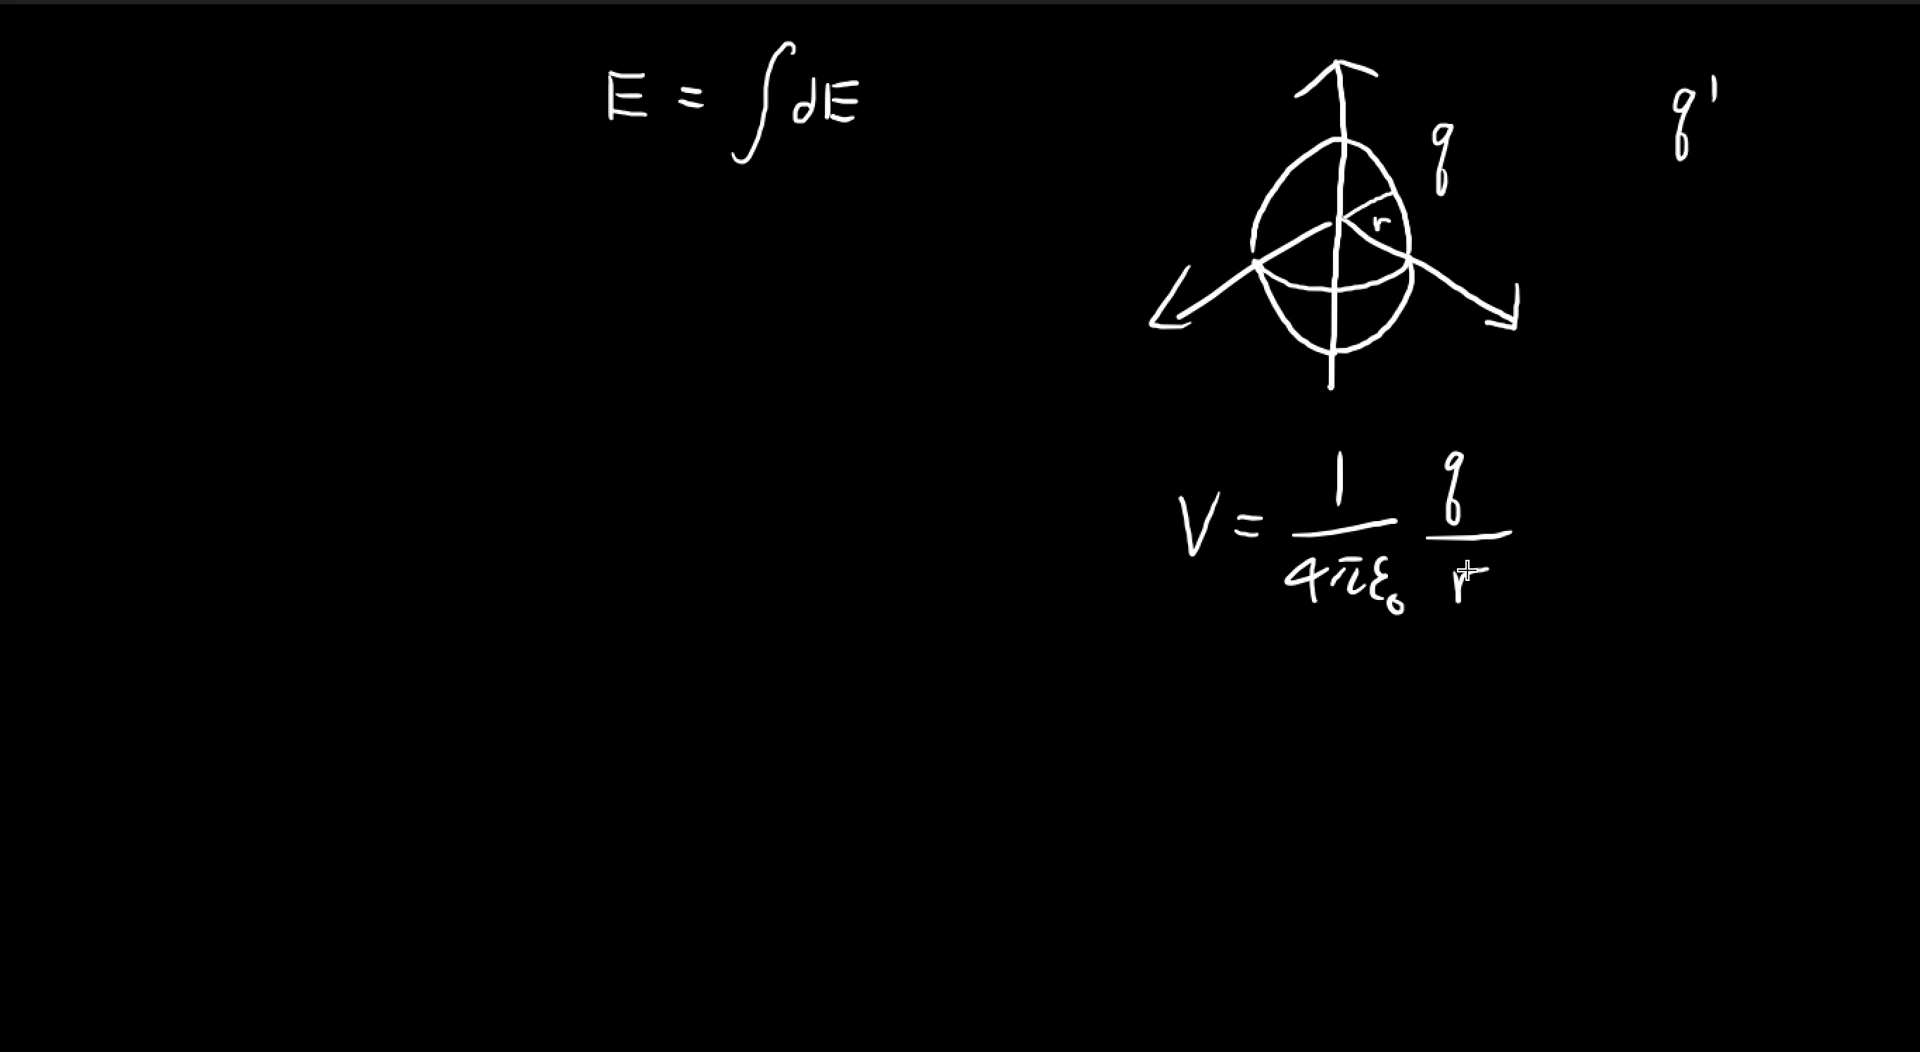 E = ∫dE
q
q'
r
V = 1/4πε₀ q/r